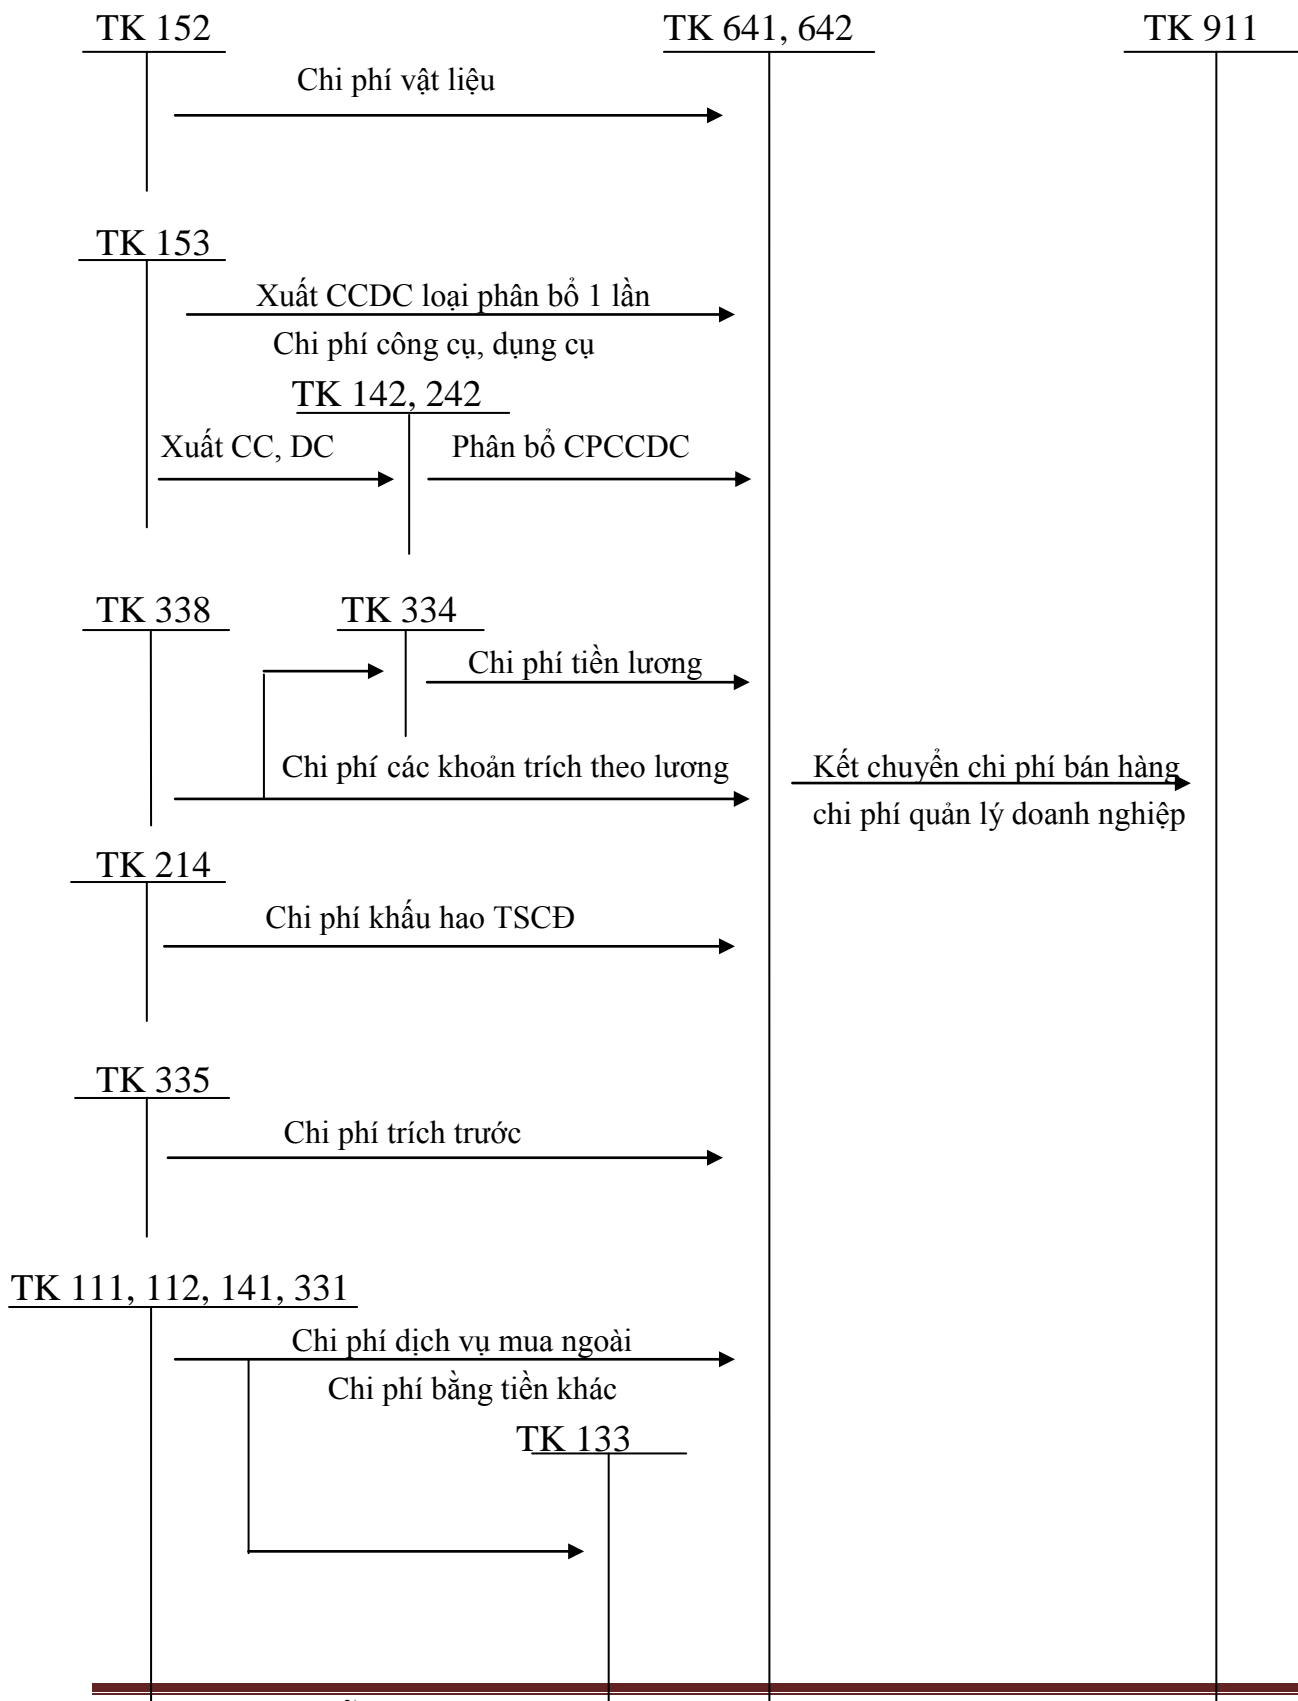 TK 152
TK 641, 642
TK 911
Chi phí vật liệu
TK 153
Xuất CCDC loại phân bổ 1 lần
Chi phí công cụ, dụng cụ
TK 142, 242
Xuất CC, DC
Phân bổ CPCCDC
TK 338
TK 334
Chi phí tiền lương
Chi phí các khoản trích theo lương
Kết chuyển chi phí bán hàng
chi phí quản lý doanh nghiệp
TK 214
Chi phí khấu hao TSCĐ
TK 335
Chi phí trích trước
TK 111, 112, 141, 331
Chi phí dịch vụ mua ngoài
Chi phí bằng tiền khác
TK 133